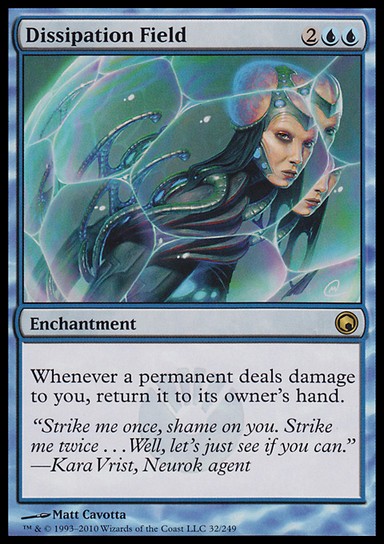 Dissipation Field 2
Enchantment
Whenever a permanent deals damage
to you, return it to its owner's hand.
“Strike me once, shame on you. Strike
me twice . . . Well, let's just see if you can.”
—Kara Vrist, Neurok agent
Matt Cavotta
™ & © 1993–2010 Wizards of the Coast LLC 32/249